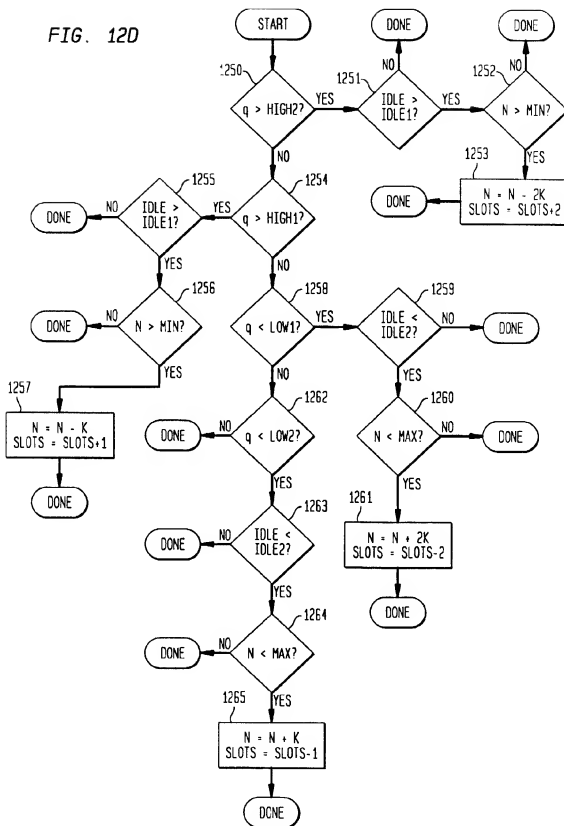 FIG. 12D
START
DONE
DONE
1250
q > HIGH2?
YES
NO
1251
IDLE >
IDLE1?
NO
YES
1252
N > MIN?
NO
YES
1253
N = N - 2K
SLOTS = SLOTS+2
DONE
1254
q > HIGH1?
YES
NO
1255
IDLE >
IDLE1?
NO
DONE
YES
1256
N > MIN?
NO
DONE
YES
1257
N = N - K
SLOTS = SLOTS+1
DONE
1258
q < LOW1?
YES
NO
1259
IDLE <
IDLE2?
NO
DONE
YES
1260
N < MAX?
NO
DONE
YES
1261
N = N + 2K
SLOTS = SLOTS-2
DONE
1262
q < LOW2?
NO
DONE
YES
1263
IDLE <
IDLE2?
NO
DONE
YES
1264
N < MAX?
NO
DONE
YES
1265
N = N + K
SLOTS = SLOTS-1
DONE